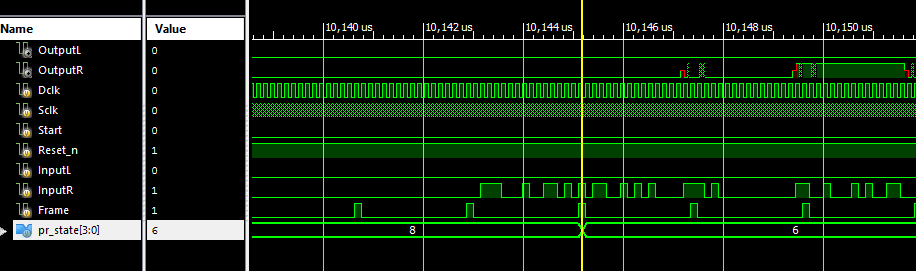 Name Value 10,140 us 10,142 us 10,144 us 10,146 us 10,148 us 10,150 us
OutputL 0
OutputR 0
Dclk 0
Sclk 0
Start 0
Reset_n 1
InputL 0
InputR 1
Frame 1
pr_state[3:0] 6 8 6